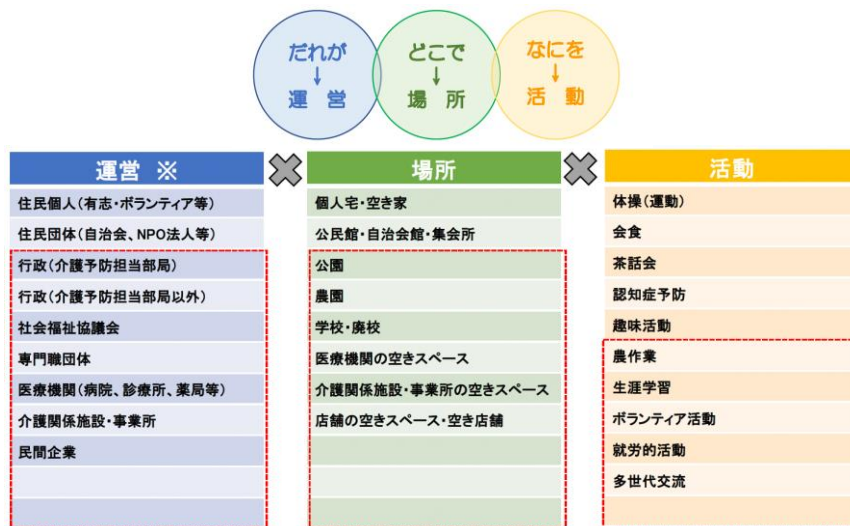 だれが
↓
運 営
どこで
↓
場 所
なにを
↓
活 動
運営 ※
住民個人(有志・ボランティア等)
住民団体(自治会、NPO法人等)
行政(介護予防担当部局)
行政(介護予防担当部局以外)
社会福祉協議会
専門職団体
医療機関(病院、診療所、薬局等)
介護関係施設・事業所
民間企業
場所
個人宅・空き家
公民館・自治会館・集会所
公園
農園
学校・廃校
医療機関の空きスペース
介護関係施設・事業所の空きスペース
店舗の空きスペース・空き店舗
活動
体操(運動)
会食
茶話会
認知症予防
趣味活動
農作業
生涯学習
ボランティア活動
就労的活動
多世代交流